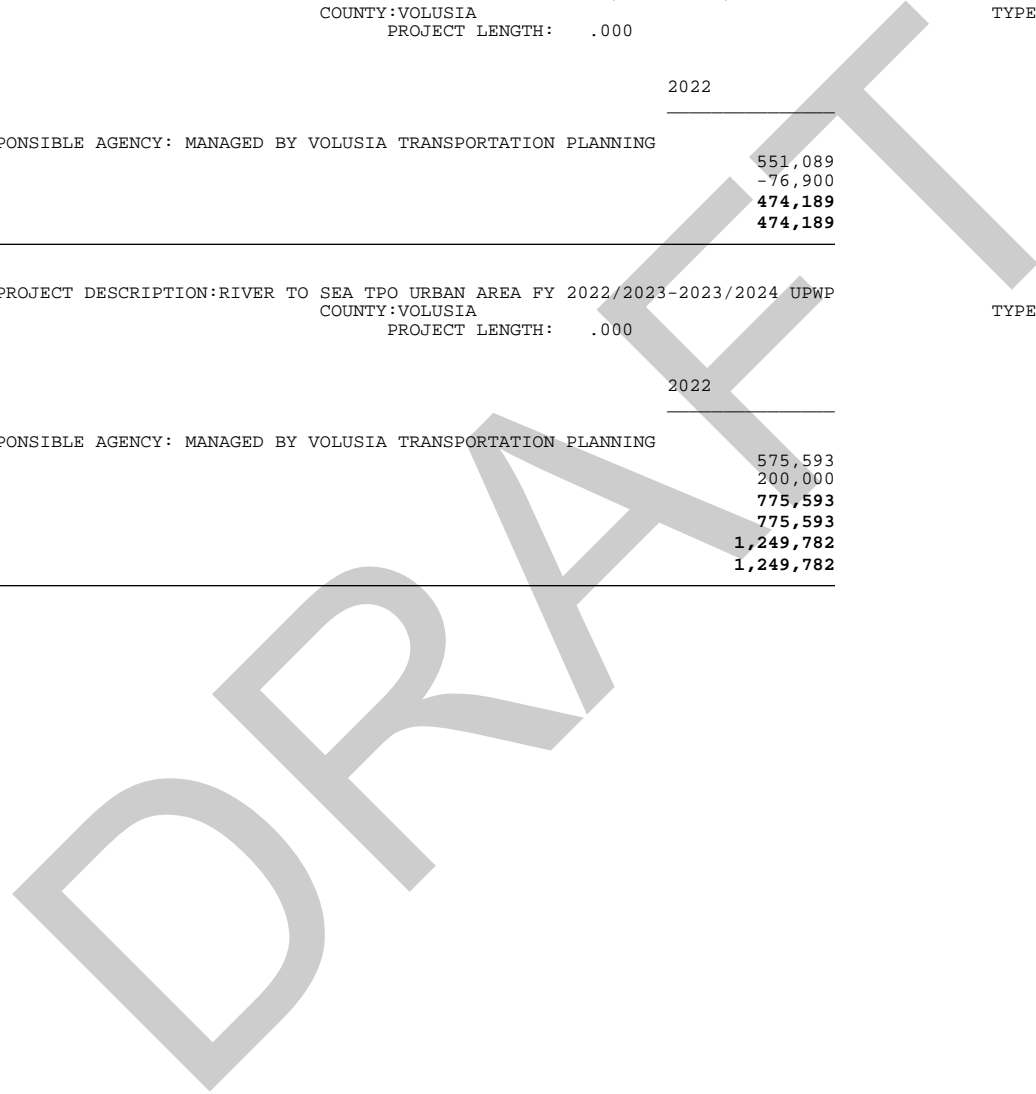 COUNTY:VOLUSIA TYPE
PROJECT LENGTH: .000
2022
PONSIBLE AGENCY: MANAGED BY VOLUSIA TRANSPORTATION PLANNING
551,089
-76,900
474,189
474,189
PROJECT DESCRIPTION:RIVER TO SEA TPO URBAN AREA FY 2022/2023-2023/2024 UPWP
COUNTY:VOLUSIA TYPE
PROJECT LENGTH: .000
2022
PONSIBLE AGENCY: MANAGED BY VOLUSIA TRANSPORTATION PLANNING
575,593
200,000
775,593
775,593
1,249,782
1,249,782
DRAFT